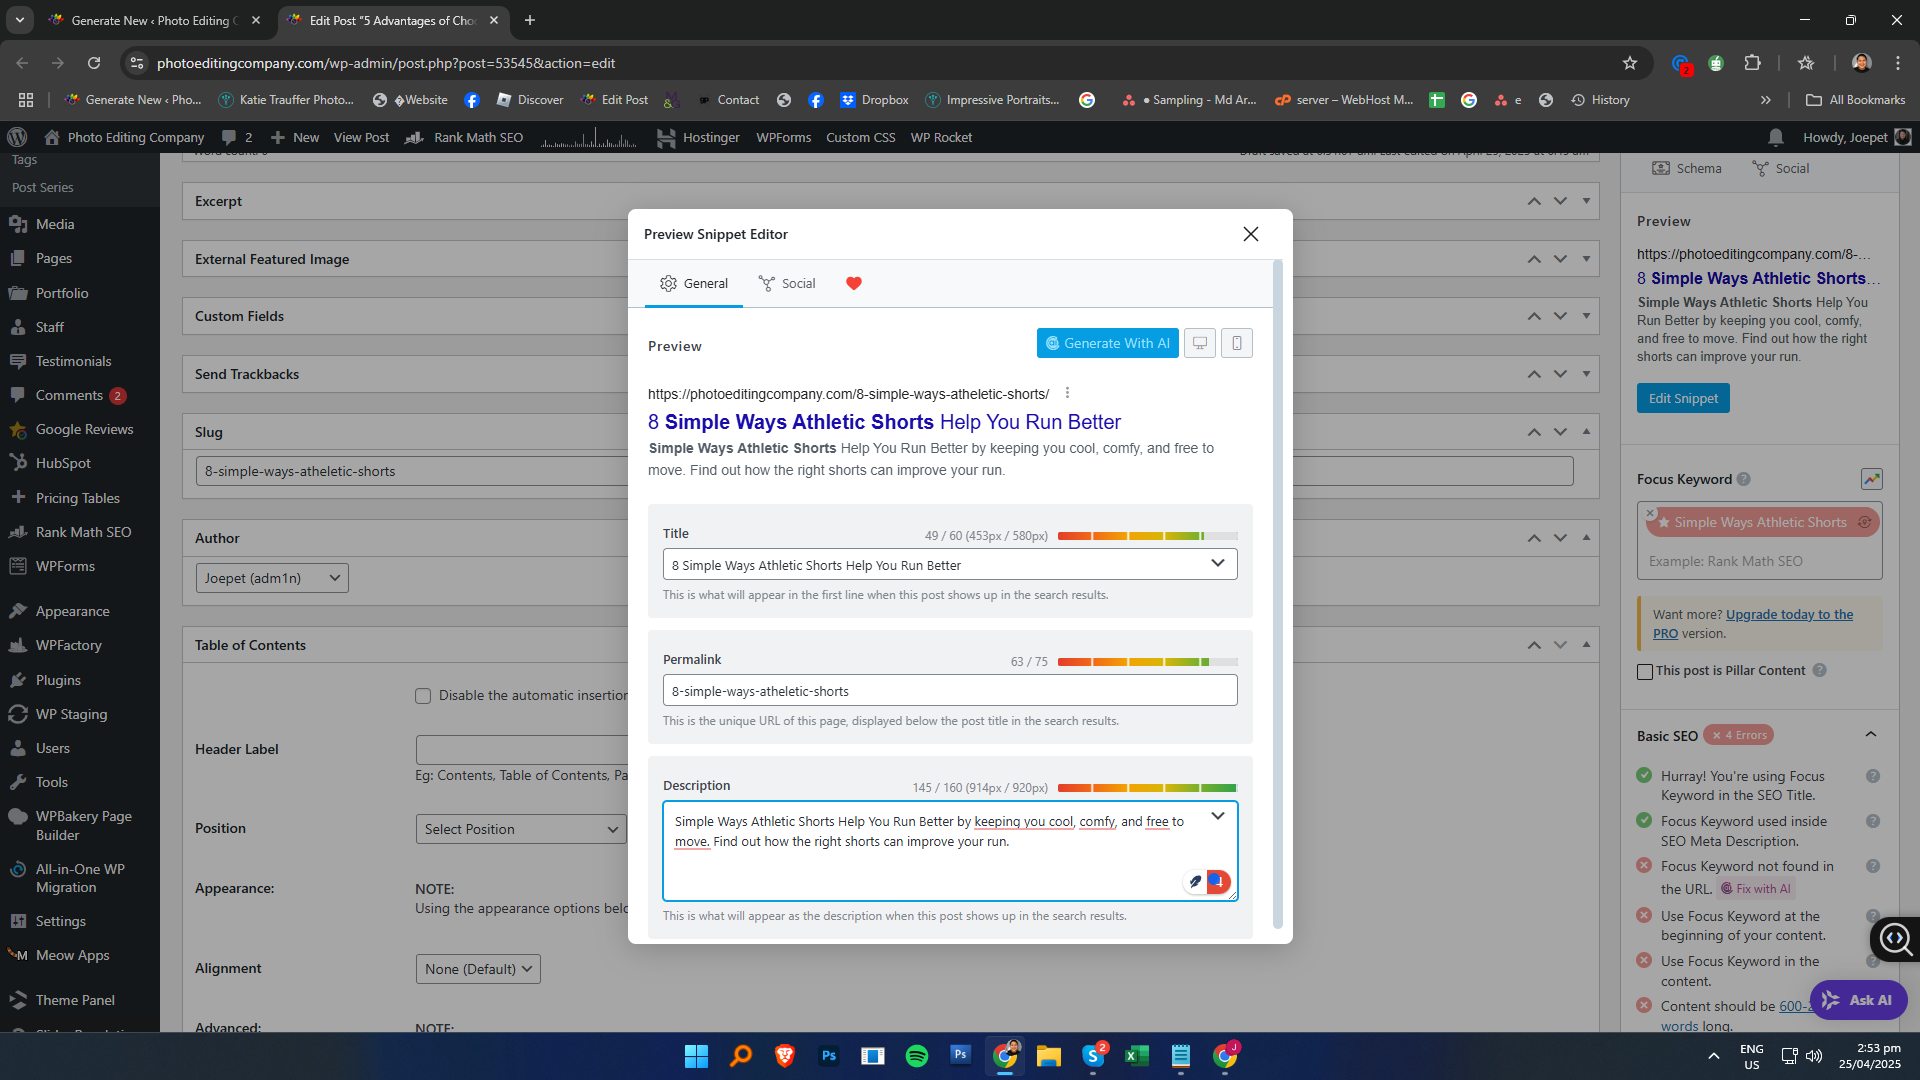 Generate New ‹ Photo Editing C
Edit Post “5 Advantages of Choo
photoeditingcompany.com/wp-admin/post.php?post=53545&action=edit
2
Generate New ‹ Pho...
Katie Trauffer Photo...
�Website
Discover
Edit Post
Contact
Dropbox
Impressive Portraits...
● Sampling - Md Ar...
server – WebHost M...
e
History
All Bookmarks
Photo Editing Company
2
New
View Post
Rank Math SEO
Hostinger
WPForms
Custom CSS
WP Rocket
Howdy, Joepet
Tags
Post Series
Media
Pages
Portfolio
Staff
Testimonials
Comments 2
Google Reviews
HubSpot
Pricing Tables
Rank Math SEO
WPForms
Appearance
WPFactory
Plugins
WP Staging
Users
Tools
WPBakery Page
Builder
All-in-One WP
Migration
Settings
Meow Apps
Theme Panel
Excerpt
External Featured Image
Custom Fields
Send Trackbacks
Slug
8-simple-ways-atheletic-shorts
Author
Joepet (adm1n)
Table of Contents
Disable the automatic insertion
Header Label
Eg: Contents, Table of Contents, Pa
Position
Select Position
Appearance:
NOTE:
Using the appearance options belo
Alignment
None (Default)
Advanced:
NOTE:
Preview Snippet Editor
General
Social
Preview
Generate With AI
https://photoeditingcompany.com/8-simple-ways-atheletic-shorts/
8 Simple Ways Athletic Shorts Help You Run Better
Simple Ways Athletic Shorts Help You Run Better by keeping you cool, comfy, and free to
move. Find out how the right shorts can improve your run.
Title
49 / 60 (453px / 580px)
8 Simple Ways Athletic Shorts Help You Run Better
This is what will appear in the first line when this post shows up in the search results.
Permalink
63 / 75
8-simple-ways-atheletic-shorts
This is the unique URL of this page, displayed below the post title in the search results.
Description
145 / 160 (914px / 920px)
Simple Ways Athletic Shorts Help You Run Better by keeping you cool, comfy, and free to
move. Find out how the right shorts can improve your run.
This is what will appear as the description when this post shows up in the search results.
Schema
Social
Preview
https://photoeditingcompany.com/8-...
8 Simple Ways Athletic Shorts...
Simple Ways Athletic Shorts Help You
Run Better by keeping you cool, comfy,
and free to move. Find out how the right
shorts can improve your run.
Edit Snippet
Focus Keyword
Simple Ways Athletic Shorts
Example: Rank Math SEO
Want more? Upgrade today to the
PRO version.
This post is Pillar Content
Basic SEO
4 Errors
Hurray! You're using Focus
Keyword in the SEO Title.
Focus Keyword used inside
SEO Meta Description.
Focus Keyword not found in
the URL.
Fix with AI
Use Focus Keyword at the
beginning of your content.
Use Focus Keyword in the
content.
Content should be 600-2
words long.
Ask AI
Ps
Ps
2
J
ENG
US
2:53 pm
25/04/2025